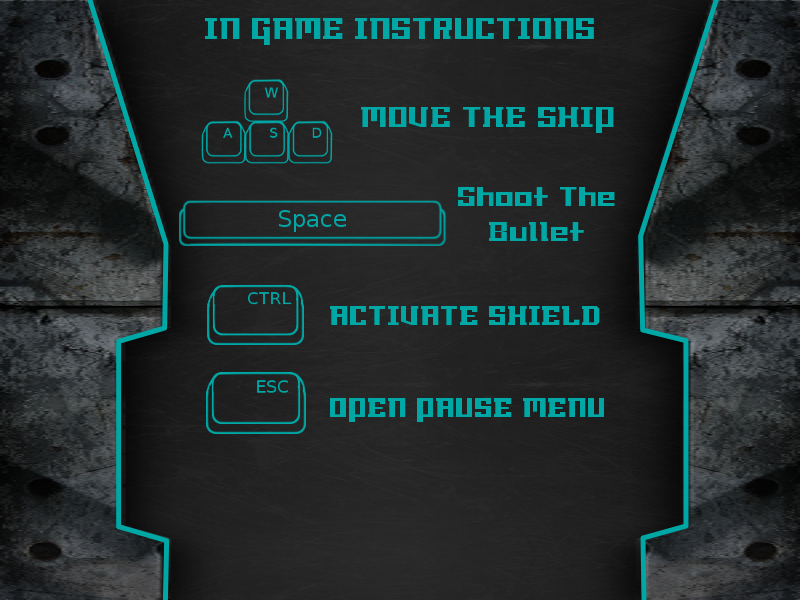 IN GAME INSTRUCTIONS
W
MOVE THE SHIP
A S D
Shoot The
Space
Bullet
CTRL
ACTIVATE SHIELD
ESC
OPEN PAUSE MENU